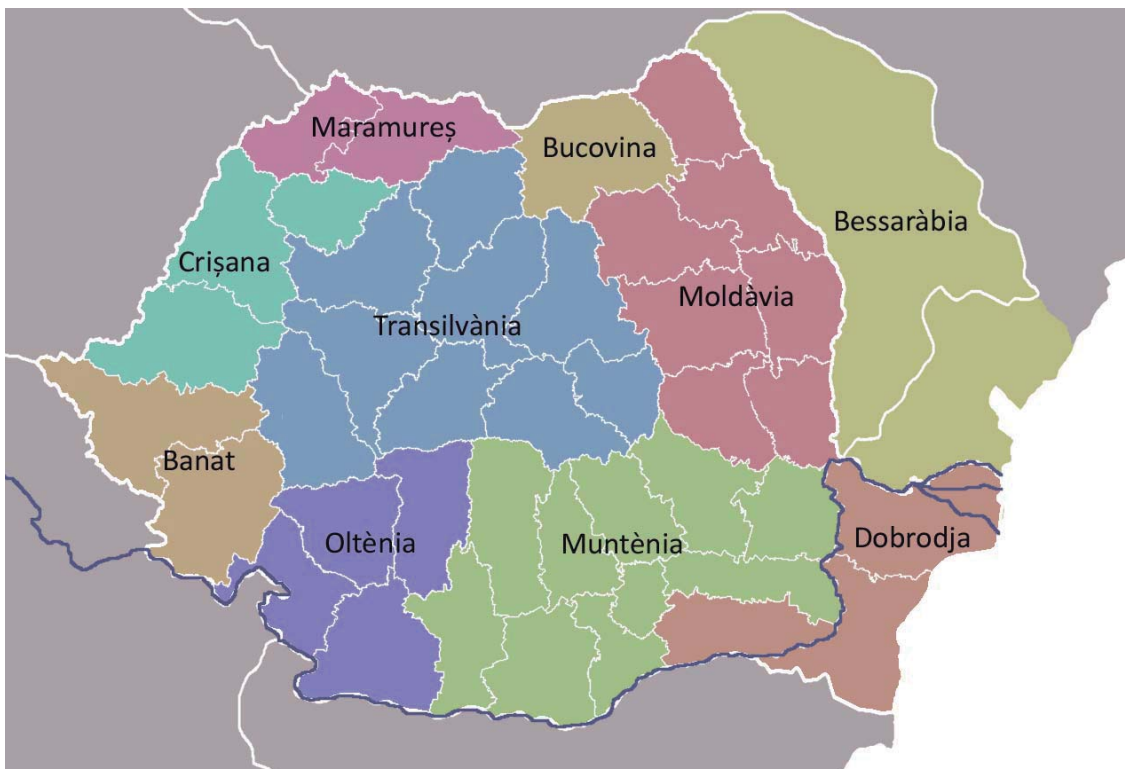 Maramureș
Bucovina
Bessaràbia
Crișana
Moldàvia
Transilvània
Banat
Oltènia
Muntènia
Dobrodja